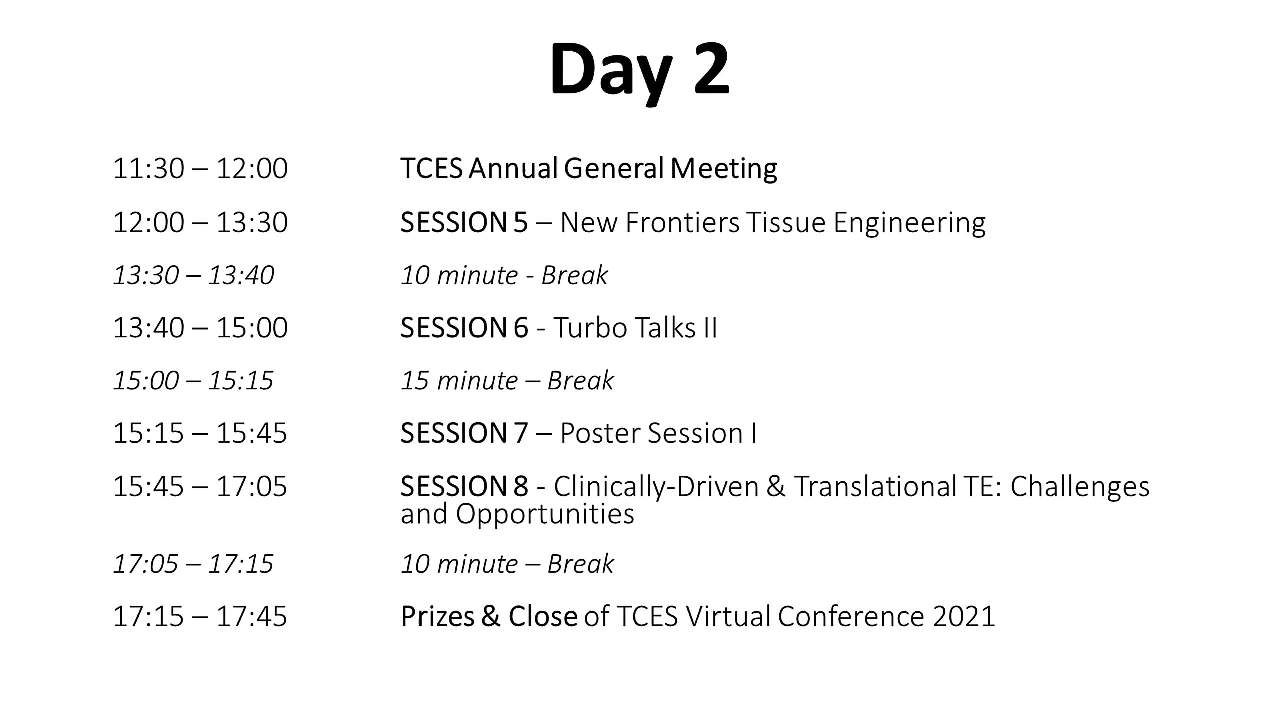 Day 2
11:30 – 12:00 TCES Annual General Meeting
12:00 – 13:30 SESSION 5 – New Frontiers Tissue Engineering
13:30 – 13:40 10 minute - Break
13:40 – 15:00 SESSION 6 - Turbo Talks II
15:00 – 15:15 15 minute – Break
15:15 – 15:45 SESSION 7 – Poster Session I
15:45 – 17:05 SESSION 8 - Clinically-Driven & Translational TE: Challenges
and Opportunities
17:05 – 17:15 10 minute – Break
17:15 – 17:45 Prizes & Close of TCES Virtual Conference 2021